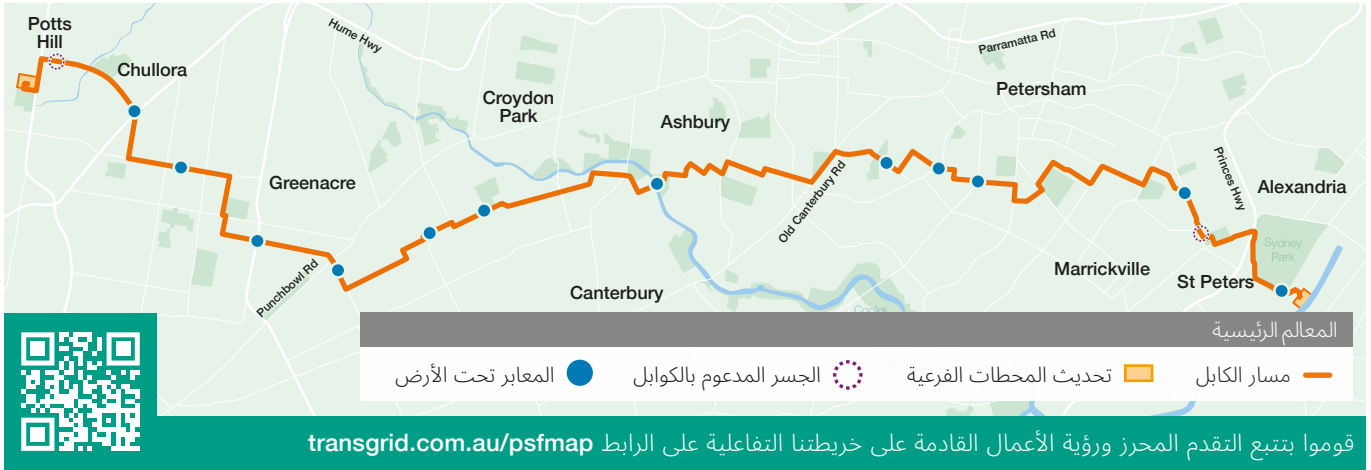 Potts
Hill
Chullora
Hume Hwy
Croydon
Park
Ashbury
Parramatta Rd
Petersham
Greenacre
Princes Hwy
Alexandria
Old Canterbury Rd
Sydney
Park
Punchbowl Rd
Canterbury
Marrickville
St Peters
Cooks
المعالم الرئيسية
مسار الكابل
تحديث المحطات الفرعية
الجسر المدعوم بالكوابل
المعابر تحت الأرض
قوموا بتتبع التقدم المحرز ورؤية الأعمال القادمة على خريطتنا التفاعلية على الرابط transgrid.com.au/psfmap